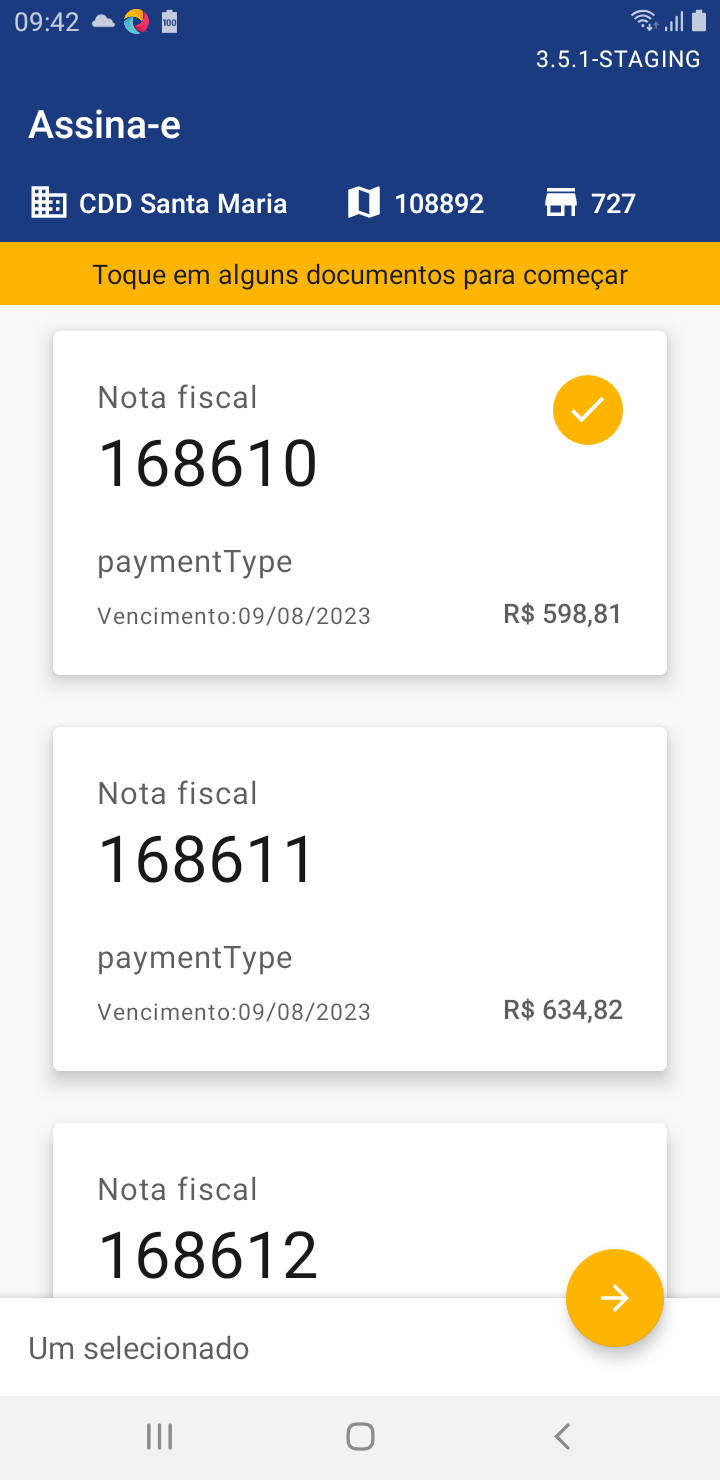 09:42
100
3.5.1-STAGING
Assina-e
CDD Santa Maria 108892 727
Toque em alguns documentos para começar
Nota fiscal
168610
paymentType
Vencimento:09/08/2023 R$ 598,81
Nota fiscal
168611
paymentType
Vencimento:09/08/2023 R$ 634,82
Nota fiscal
168612
Um selecionado